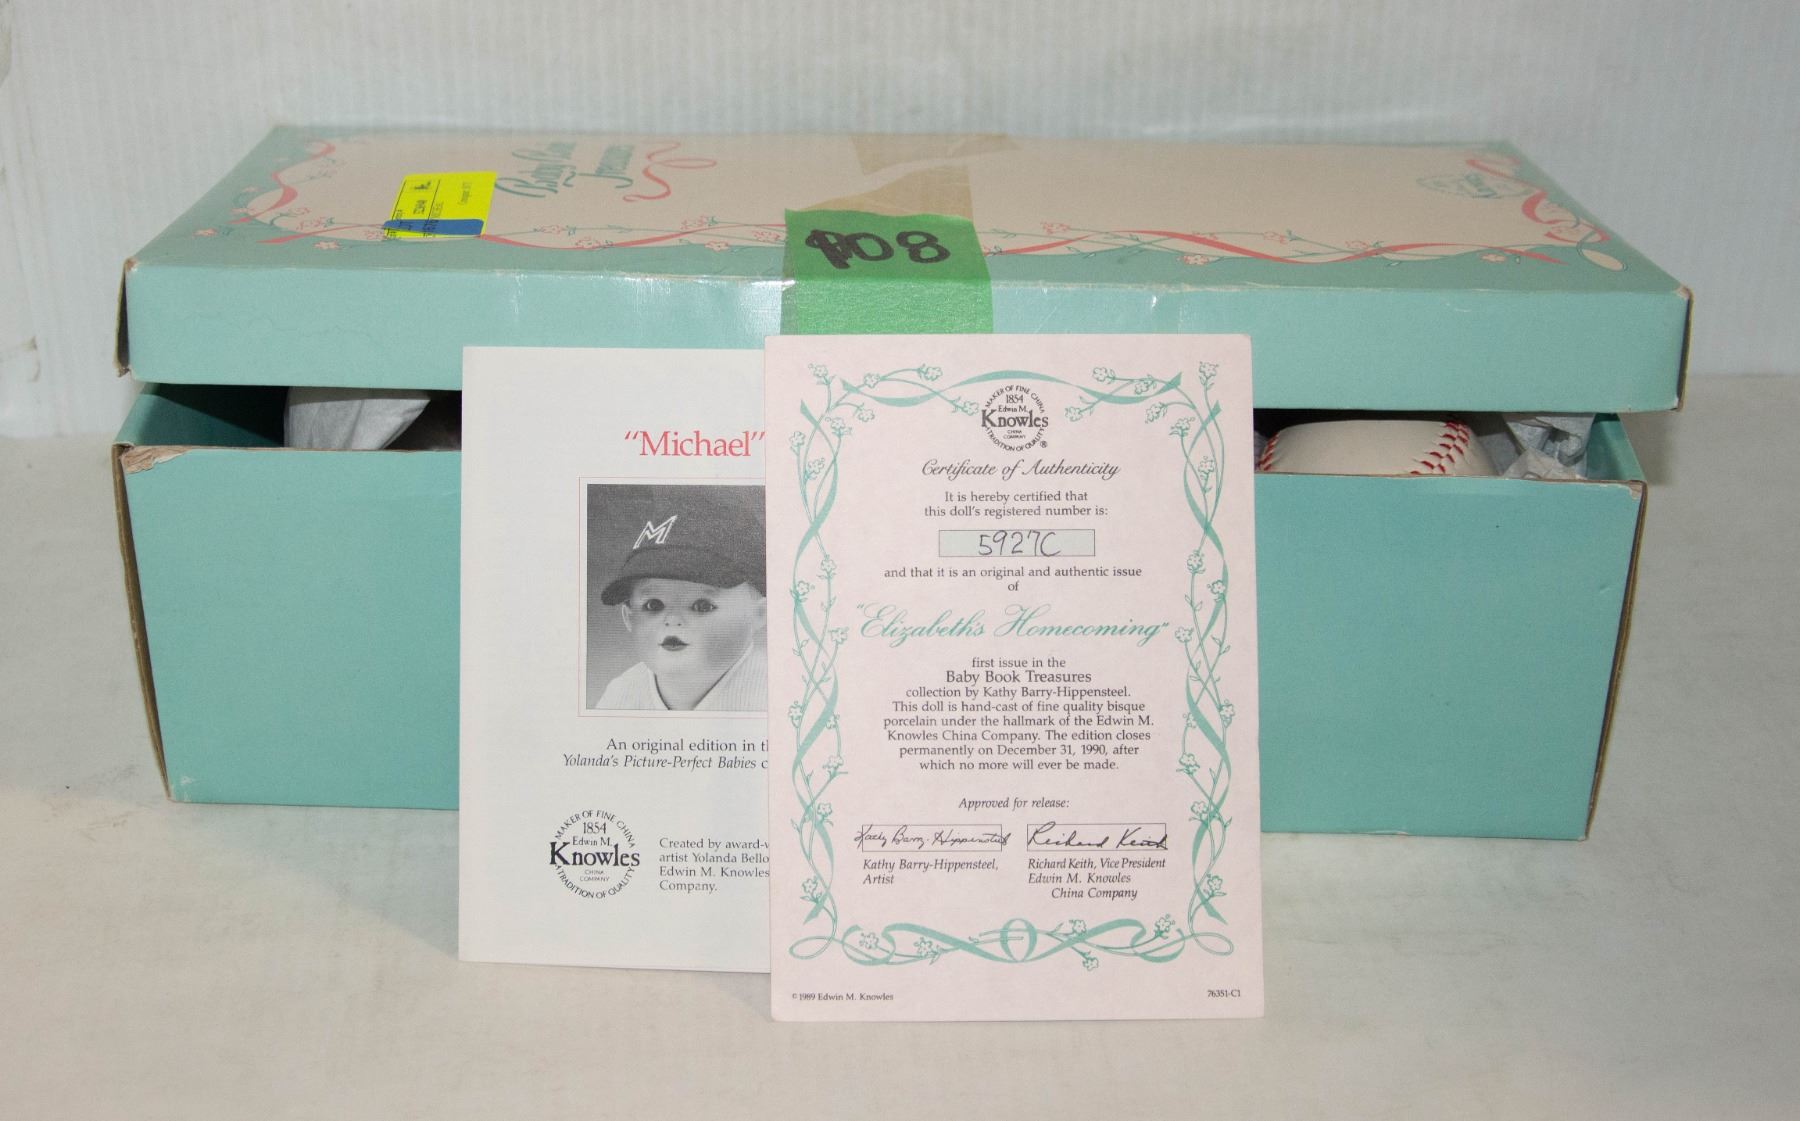 Baby Book
Treasures
108
"Michael"
An original edition in
Yolanda's Picture-Perfect Babies
MAKER OF FINE CHINA
1854
Edwin M.
Knowles
CHINA
COMPANY
TRADITION OF QUALITY
Created by
artist Yolanda Bello
Edwin M. Knowles
Company.
MAKER OF FINE CHINA
1854
Edwin M.
Knowles
CHINA
COMPANY
TRADITION OF QUALITY ®
Certificate of Authenticity
It is hereby certified that
this doll's registered number is:
5927C
and that it is an original and authentic issue
of
"Elizabeth's Homecoming"
first issue in the
Baby Book Treasures
collection by Kathy Barry-Hippensteel.
This doll is hand-cast of fine quality bisque
porcelain under the hallmark of the Edwin M.
Knowles China Company. The edition closes
permanently on December 31, 1990, after
which no more will ever be made.
Approved for release:
Kathy Barry-Hippensteel
Richard Keith
Kathy Barry-Hippensteel,
Artist
Richard Keith, Vice President
Edwin M. Knowles
China Company
© 1989 Edwin M. Knowles
76351-C1